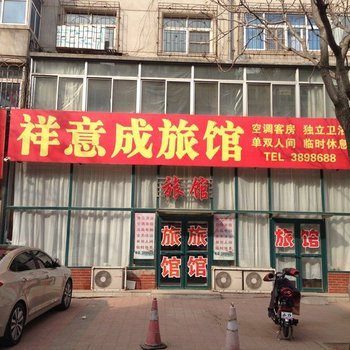 祥意成旅馆
空调客房 独立卫浴
单双人间 临时休息
TEL 3898688
旅馆
旅馆 旅馆
旅馆